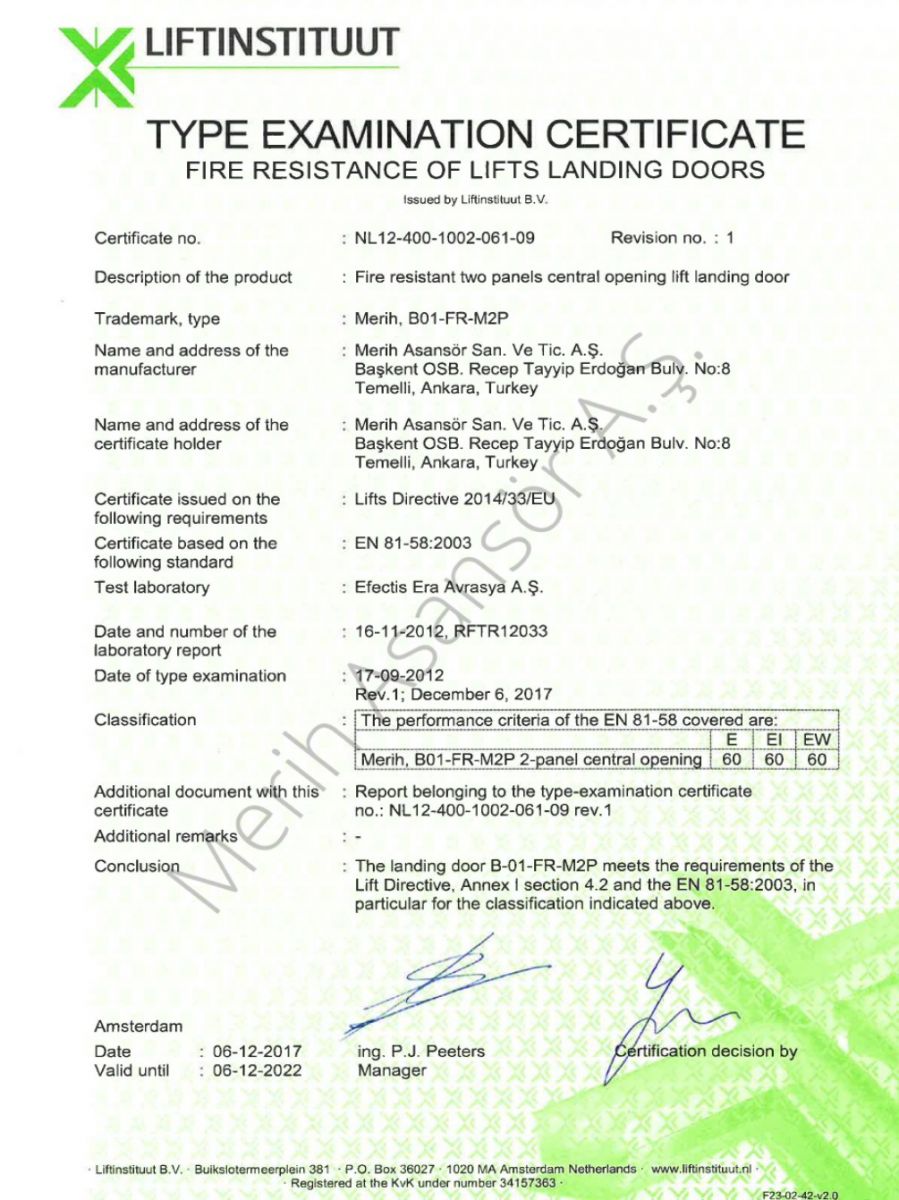 LIFTINSTITUUT
TYPE EXAMINATION CERTIFICATE
FIRE RESISTANCE OF LIFTS LANDING DOORS
Issued by Liftinstituut B.V.
Certificate no. : NL12-400-1002-061-09 Revision no. : 1
Description of the product : Fire resistant two panels central opening lift landing door
Trademark, type : Merih, B01-FR-M2P
Name and address of the : Merih Asansör San. Ve Tic. A.Ş.
manufacturer Başkent OSB. Recep Tayyip Erdoğan Bulv. No:8
Temelli, Ankara, Turkey
Name and address of the : Merih Asansör San. Ve Tic. A.Ş.
certificate holder Başkent OSB. Recep Tayyip Erdoğan Bulv. No:8
Temelli, Ankara, Turkey
Certificate issued on the : Lifts Directive 2014/33/EU
following requirements
Certificate based on the : EN 81-58:2003
following standard
Test laboratory : Efectis Era Avrasya A.Ş.
Date and number of the : 16-11-2012, RFTR12033
laboratory report
Date of type examination : 17-09-2012
Rev.1; December 6, 2017
Classification : The performance criteria of the EN 81-58 covered are:
E EI EW
Merih, B01-FR-M2P 2-panel central opening 60 60 60
Additional document with this : Report belonging to the type-examination certificate
certificate no.: NL12-400-1002-061-09 rev.1
Additional remarks : -
Conclusion : The landing door B-01-FR-M2P meets the requirements of the
Lift Directive, Annex I section 4.2 and the EN 81-58:2003, in
particular for the classification indicated above.
Merih Asansör A.Ş.
Amsterdam
Date : 06-12-2017 ing. P.J. Peeters Certification decision by
Valid until : 06-12-2022 Manager
· Liftinstituut B.V. · Buikslotermeerplein 381 · P.O. Box 36027 · 1020 MA Amsterdam Netherlands · www.liftinstituut.nl ·
· Registered at the KvK under number 34157363 ·
F23-02-42-v2.0